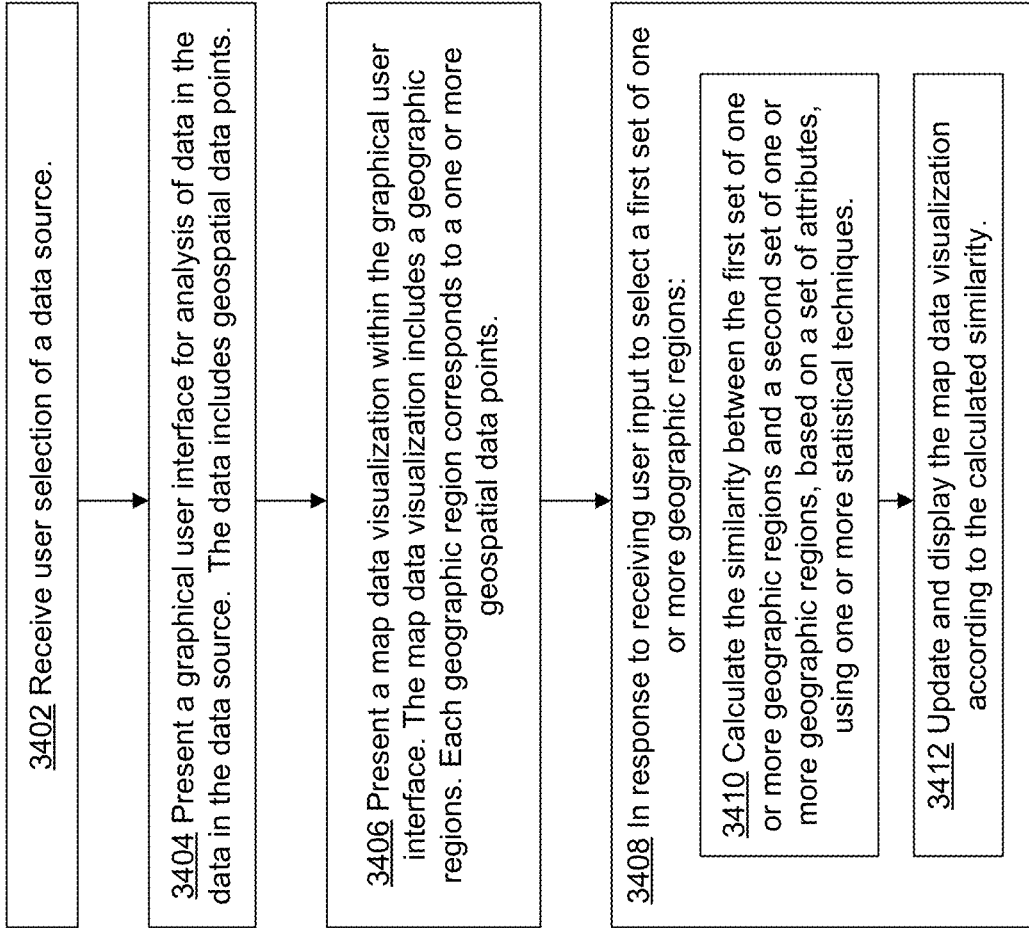 3402 Receive user selection of a data source.
3404 Present a graphical user interface for analysis of data in the
data in the data source.  The data includes geospatial data points.
3406 Present a map data visualization within the graphical user
interface. The map data visualization includes a geographic
regions. Each geographic region corresponds to a one or more
geospatial data points.
3408 In response to receiving user input to select a first set of one
or more geographic regions:
3410 Calculate the similarity between the first set of one
or more geographic regions and a second set of one or
more geographic regions, based on a set of attributes,
using one or more statistical techniques.
3412 Update and display the map data visualization
according to the calculated similarity.